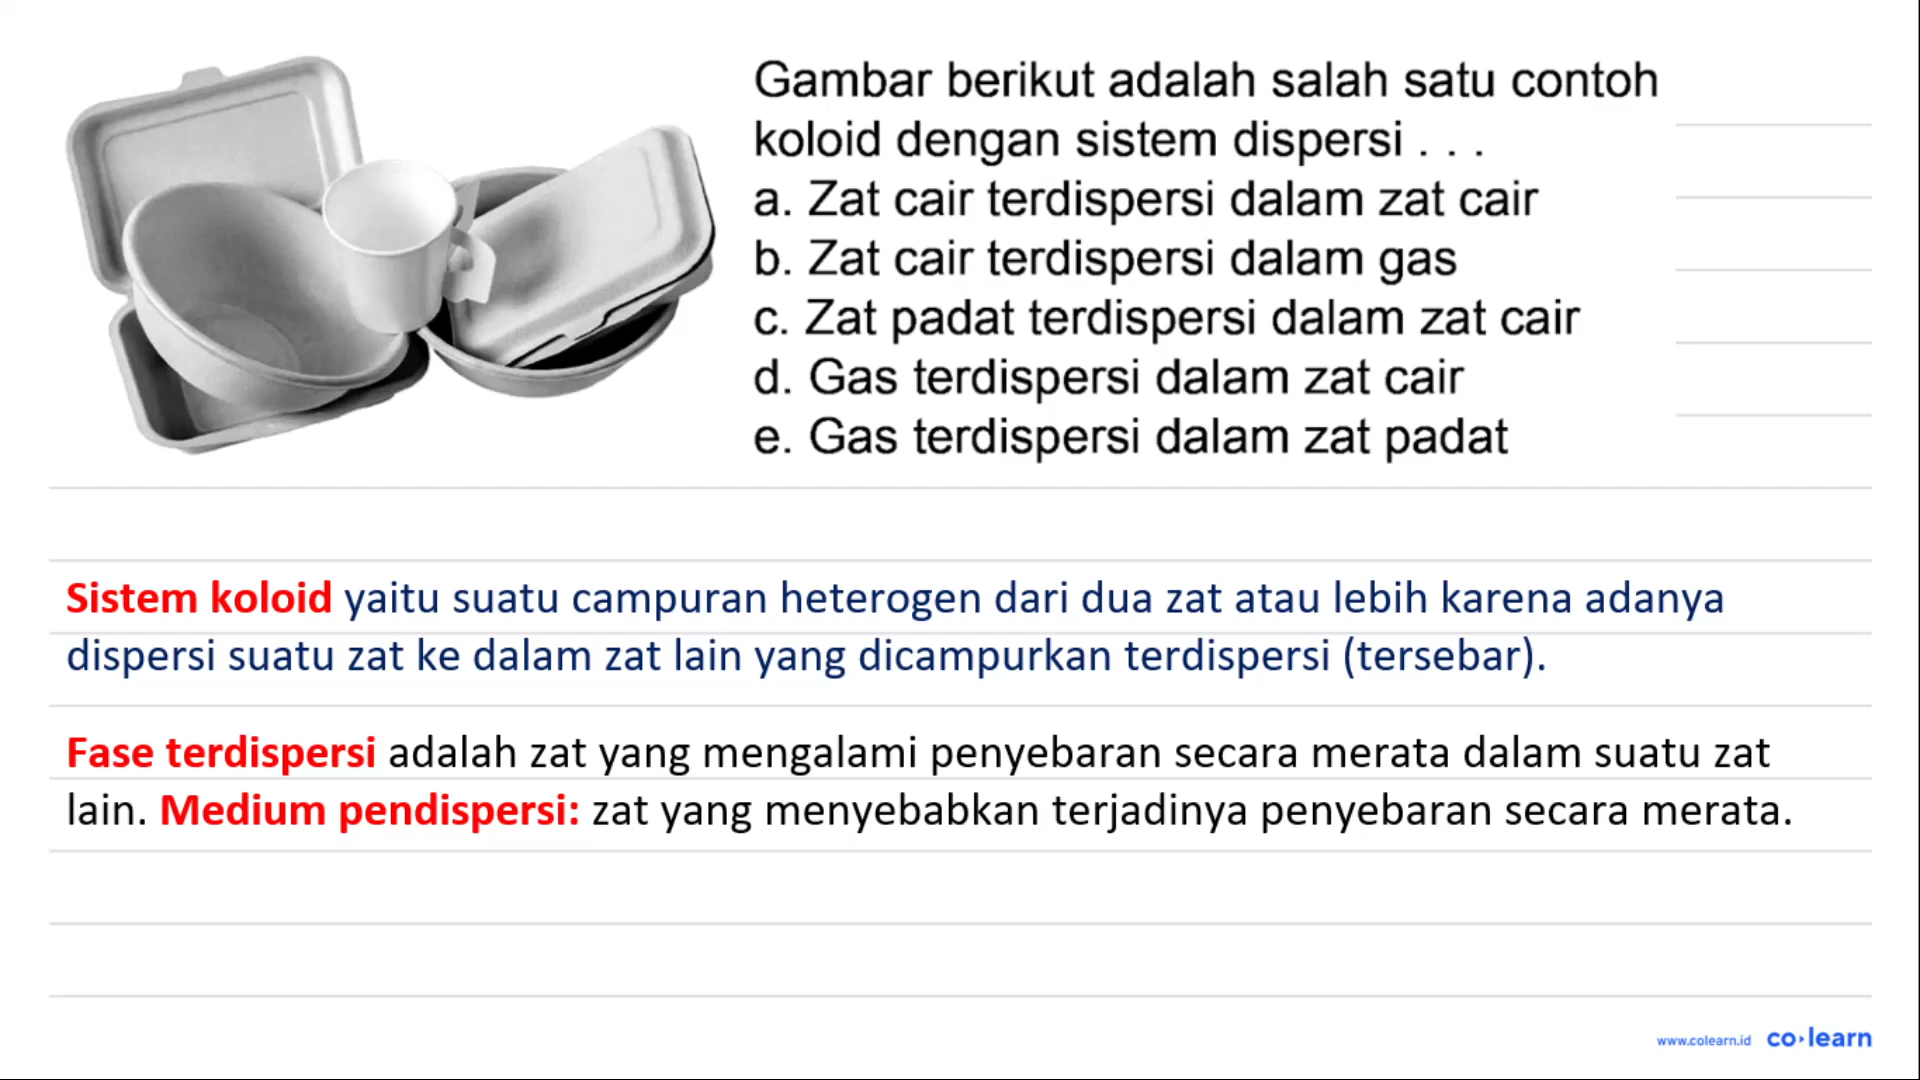 Gambar berikut adalah salah satu contoh
koloid dengan sistem dispersi . . .
a. Zat cair terdispersi dalam zat cair
b. Zat cair terdispersi dalam gas
c. Zat padat terdispersi dalam zat cair
d. Gas terdispersi dalam zat cair
e. Gas terdispersi dalam zat padat
Sistem koloid yaitu suatu campuran heterogen dari dua zat atau lebih karena adanya
dispersi suatu zat ke dalam zat lain yang dicampurkan terdispersi (tersebar).
Fase terdispersi adalah zat yang mengalami penyebaran secara merata dalam suatu zat
lain. Medium pendispersi: zat yang menyebabkan terjadinya penyebaran secara merata.
www.colearn.id co·learn